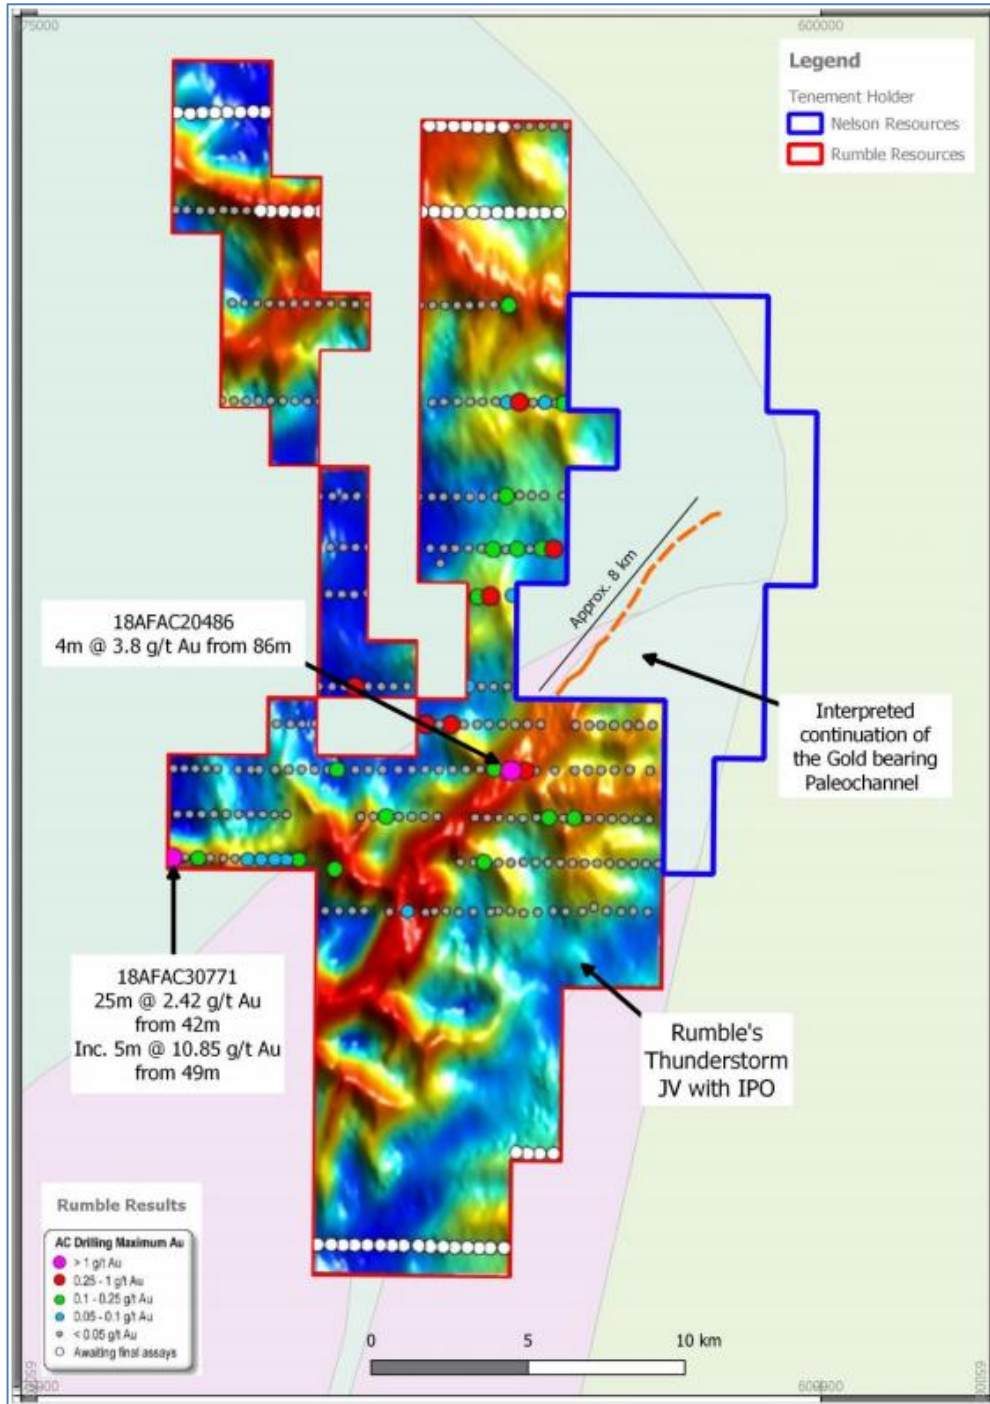 75000
600000
Legend
Tenement Holder
Nelson Resources
Rumble Resources
Approx. 8 km
18AFAC20486
4m @ 3.8 g/t Au from 86m
Interpreted
continuation of
the Gold bearing
Paleochannel
18AFAC30771
25m @ 2.42 g/t Au
from 42m
Inc. 5m @ 10.85 g/t Au
from 49m
Rumble's
Thunderstorm
JV with IPO
Rumble Results
AC Drilling Maximum Au
> 1 g/t Au
0.25 - 1 g/t Au
0.1 - 0.25 g/t Au
0.05 - 0.1 g/t Au
< 0.05 g/t Au
Awaiting final assays
0
5
10 km